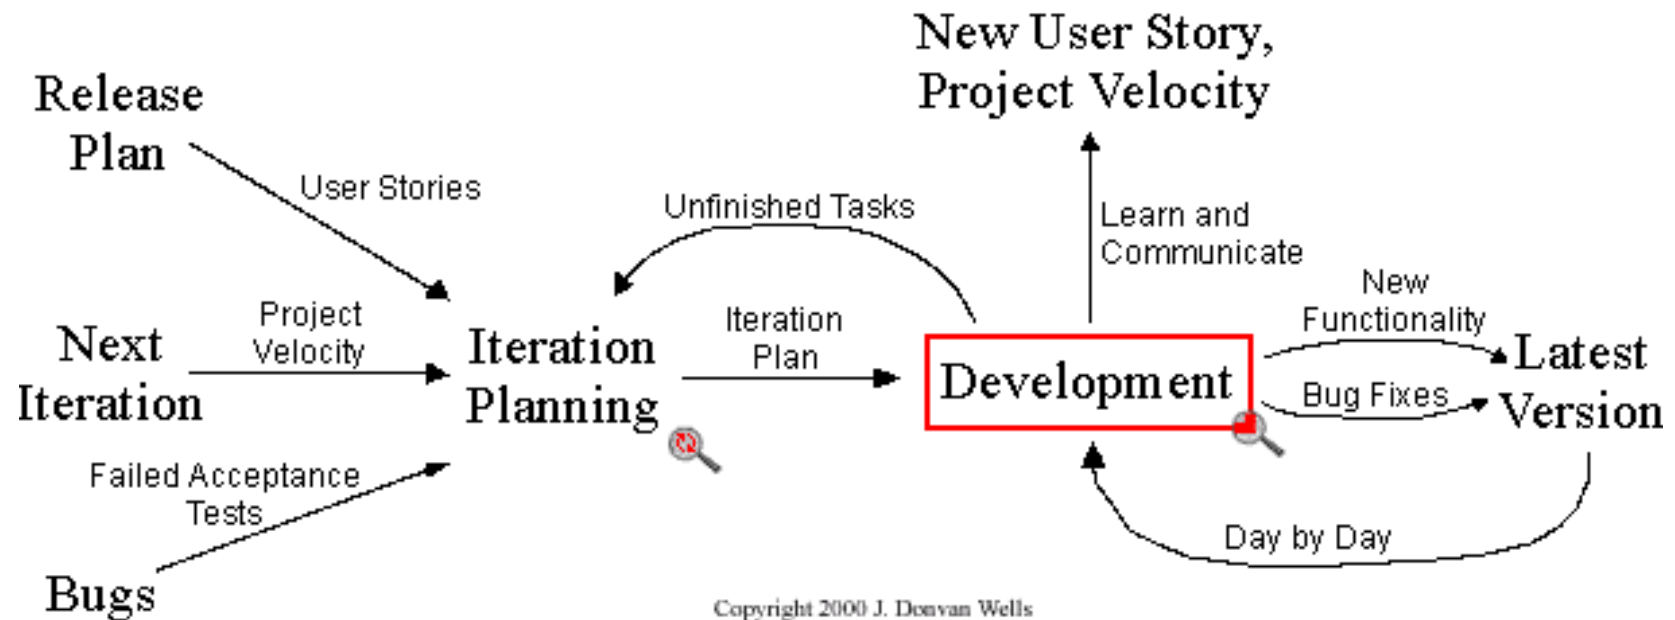 New User Story,
Project Velocity
Release
Plan
User Stories
Unfinished Tasks
Learn and
Communicate
New
Functionality
Project
Velocity
Iteration
Plan
Next
Iteration
Iteration
Planning
Development
Latest
Version
Bug Fixes
Failed Acceptance
Tests
Day by Day
Bugs
Copyright 2000 J. Donvan Wells